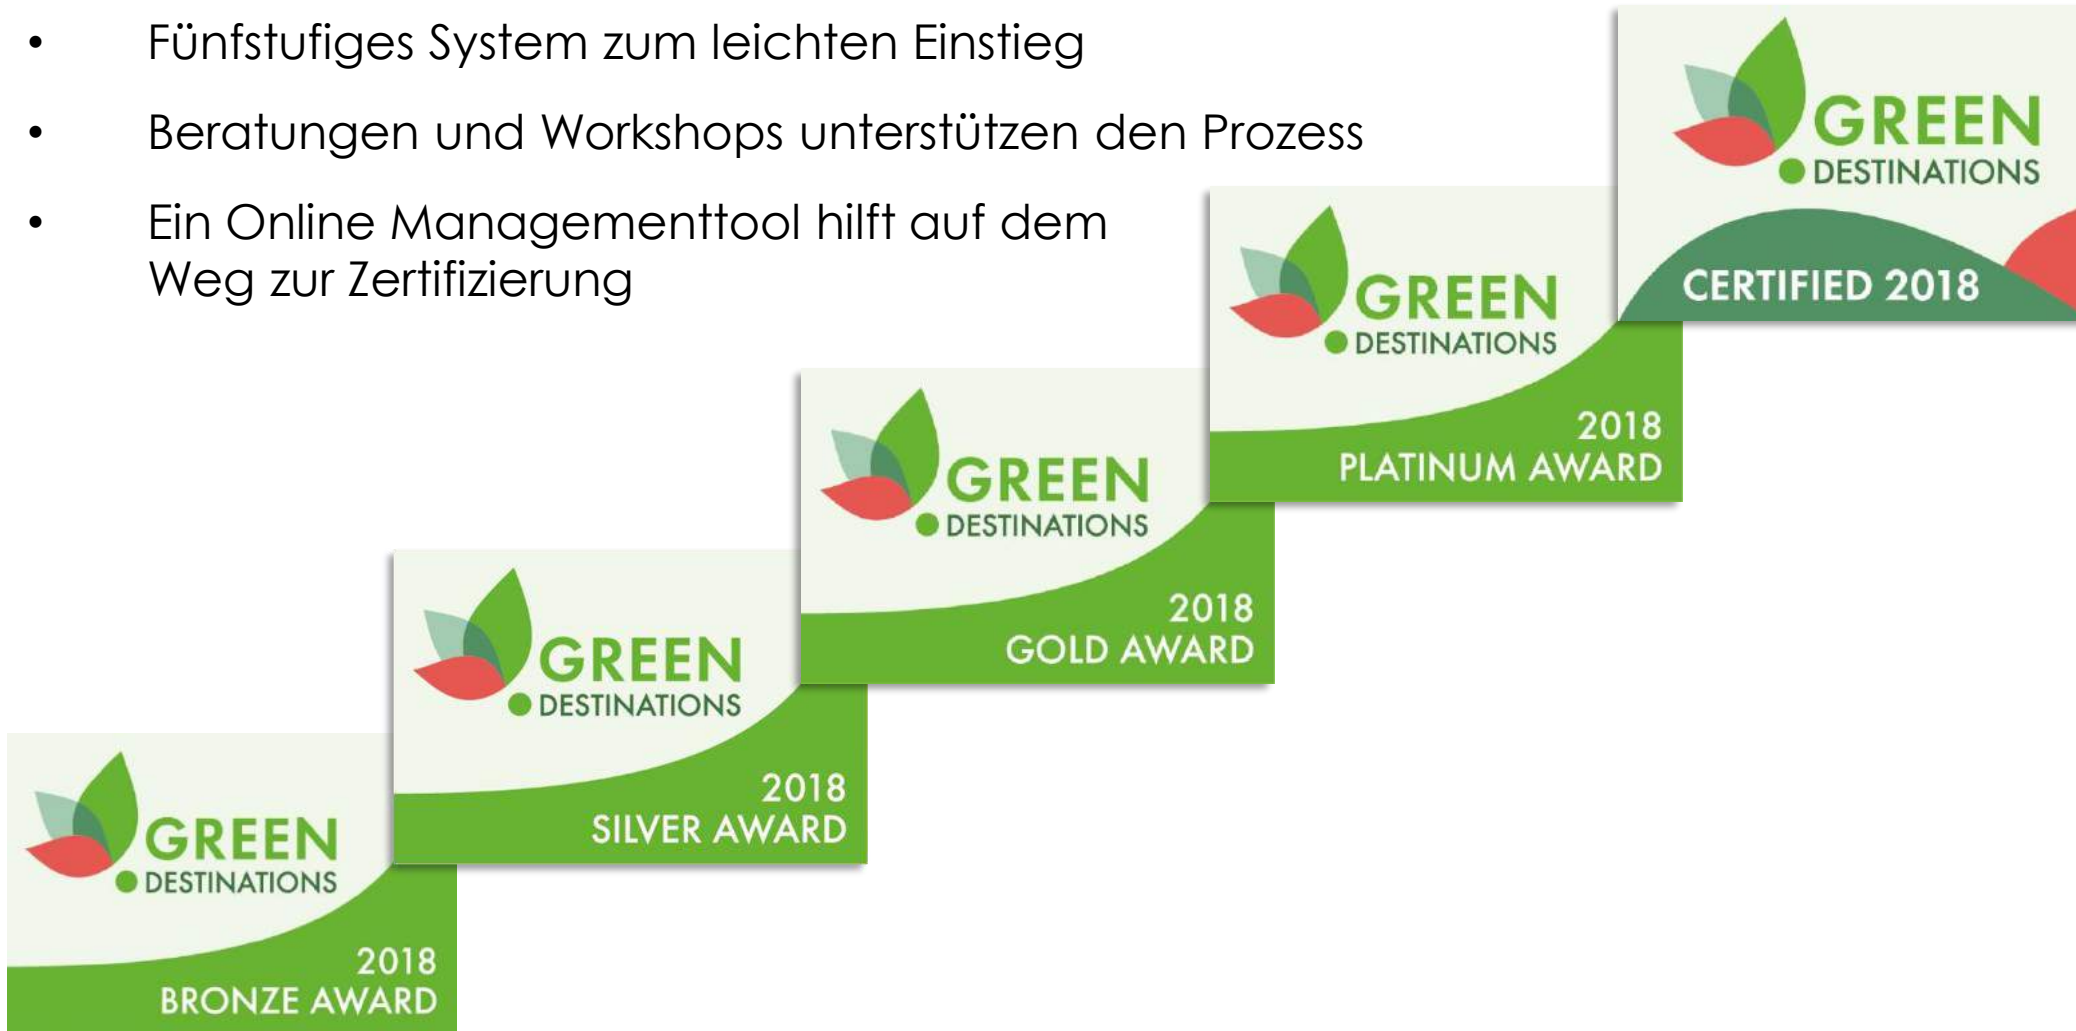 • Fünfstufiges System zum leichten Einstieg
• Beratungen und Workshops unterstützen den Prozess
• Ein Online Managementtool hilft auf dem
Weg zur Zertifizierung
GREEN
DESTINATIONS
CERTIFIED 2018
GREEN
DESTINATIONS
2018
PLATINUM AWARD
GREEN
DESTINATIONS
2018
GOLD AWARD
GREEN
DESTINATIONS
2018
SILVER AWARD
GREEN
DESTINATIONS
2018
BRONZE AWARD